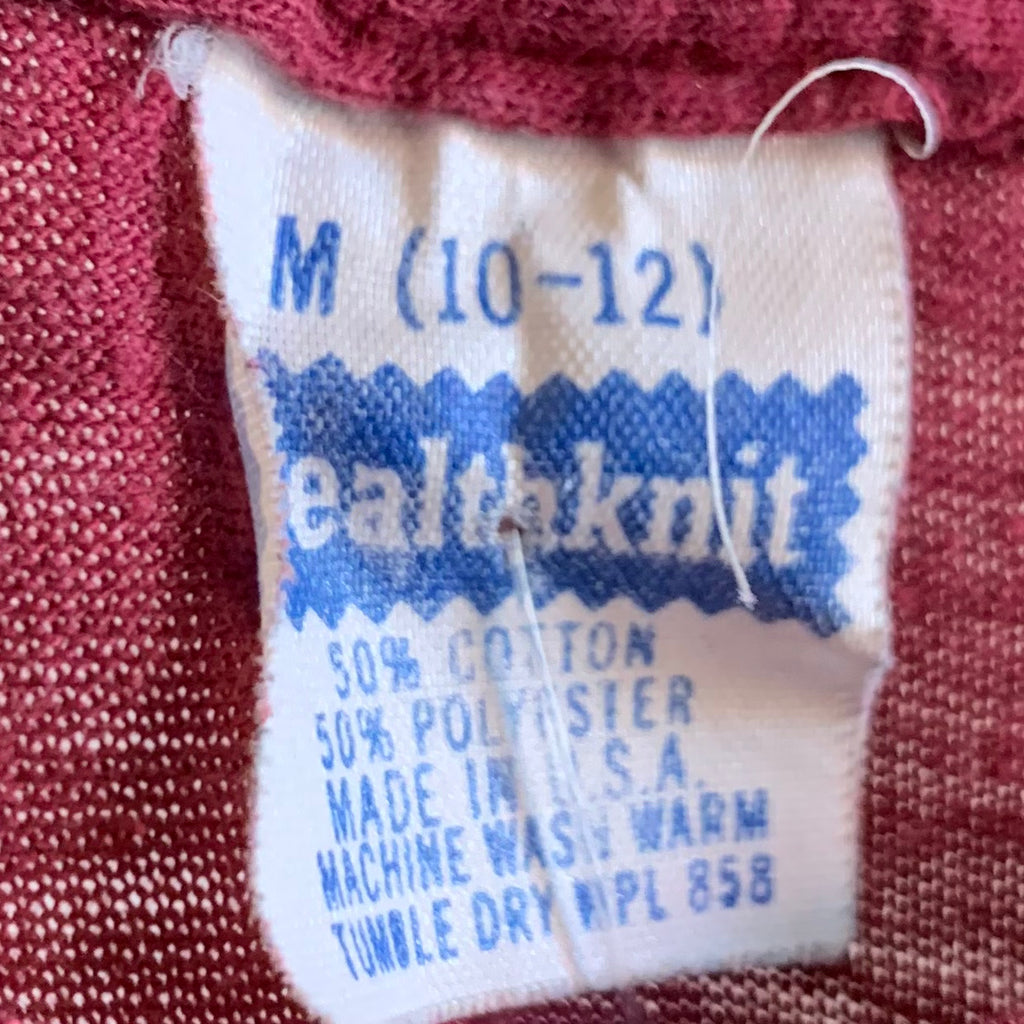 M (10-12)
ealthknit
50% COTTON
50% POLYESTER
MADE IN U.S.A.
MACHINE WASH WARM
TUMBLE DRY WPL 858